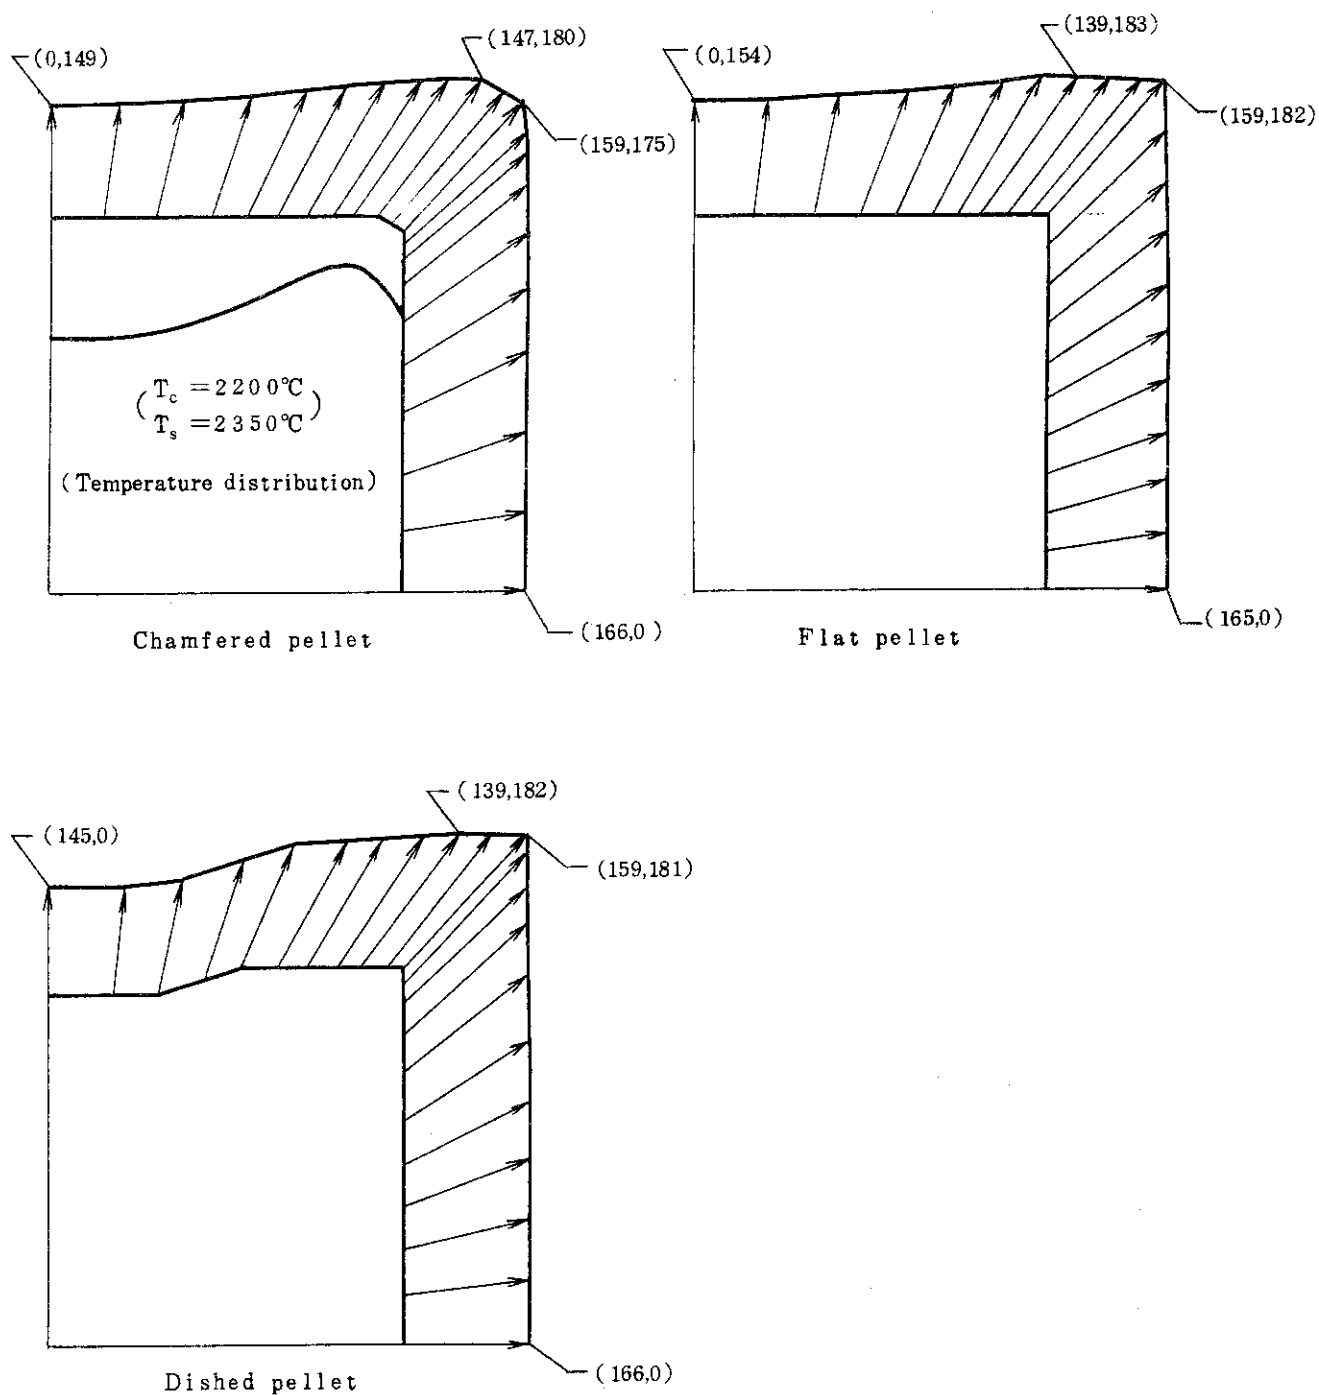 (0,149)
(147,180)
(159,175)
( T_c =2200℃ )
T_s =2350℃
(Temperature distribution)
(166,0)
Chamfered pellet
(0,154)
(139,183)
(159,182)
(165,0)
Flat pellet
(145,0)
(139,182)
(159,181)
(166,0)
Dished pellet